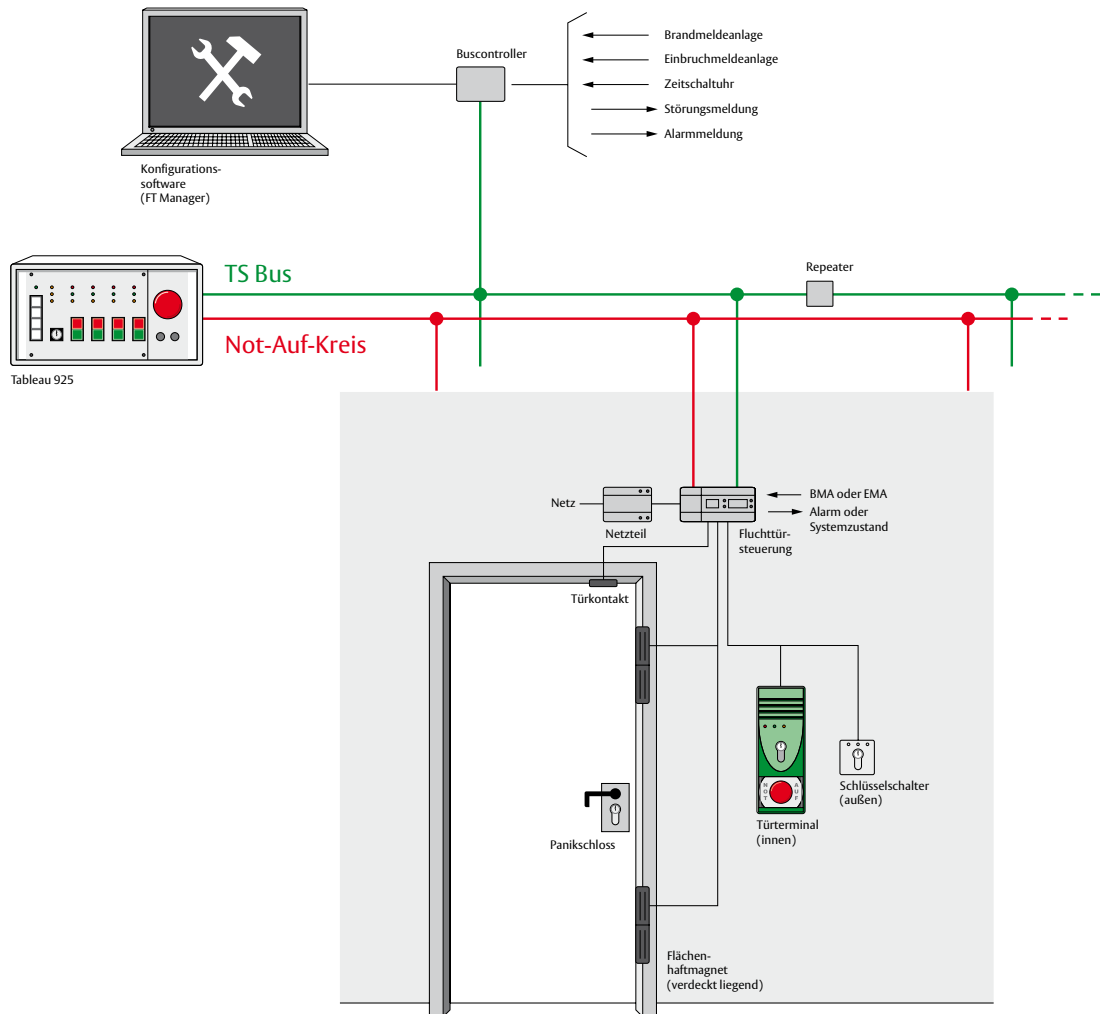 Buscontroller
Brandmeldeanlage
Einbruchmeldeanlage
Zeitschaltuhr
Störungsmeldung
Alarmmeldung
Konfigurations-
software
(FT Manager)
TS Bus
Repeater
Not-Auf-Kreis
Tableau 925
Netz
Netzteil
Fluchttür-
steuerung
BMA oder EMA
Alarm oder
Systemzustand
Türkontakt
NOT
AUF
Schlüsselschalter
(außen)
Türterminal
(innen)
Panikschloss
Flächen-
haftmagnet
(verdeckt liegend)